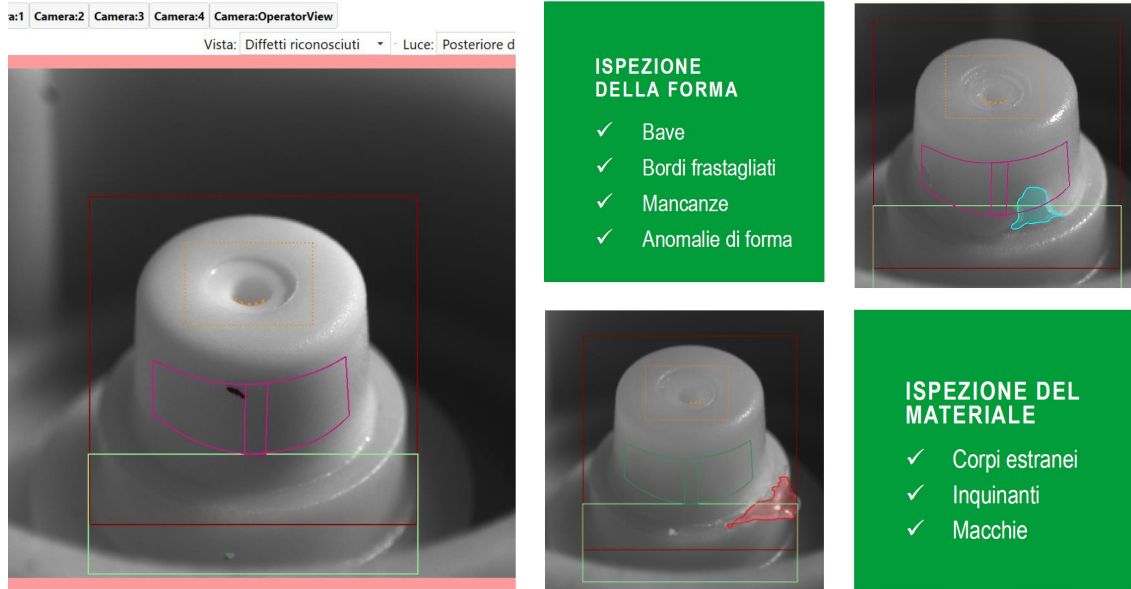 Camera:2 Camera:3 Camera:4 Camera:OperatorView
Vista: Diffetti riconosciuti - Luce: Posteriore d
ISPEZIONE
DELLA FORMA
✓ Bave
✓ Bordi frastagliati
✓ Mancanze
✓ Anomalie di forma
ISPEZIONE DEL
MATERIALE
✓ Corpi estranei
✓ Inquinanti
✓ Macchie